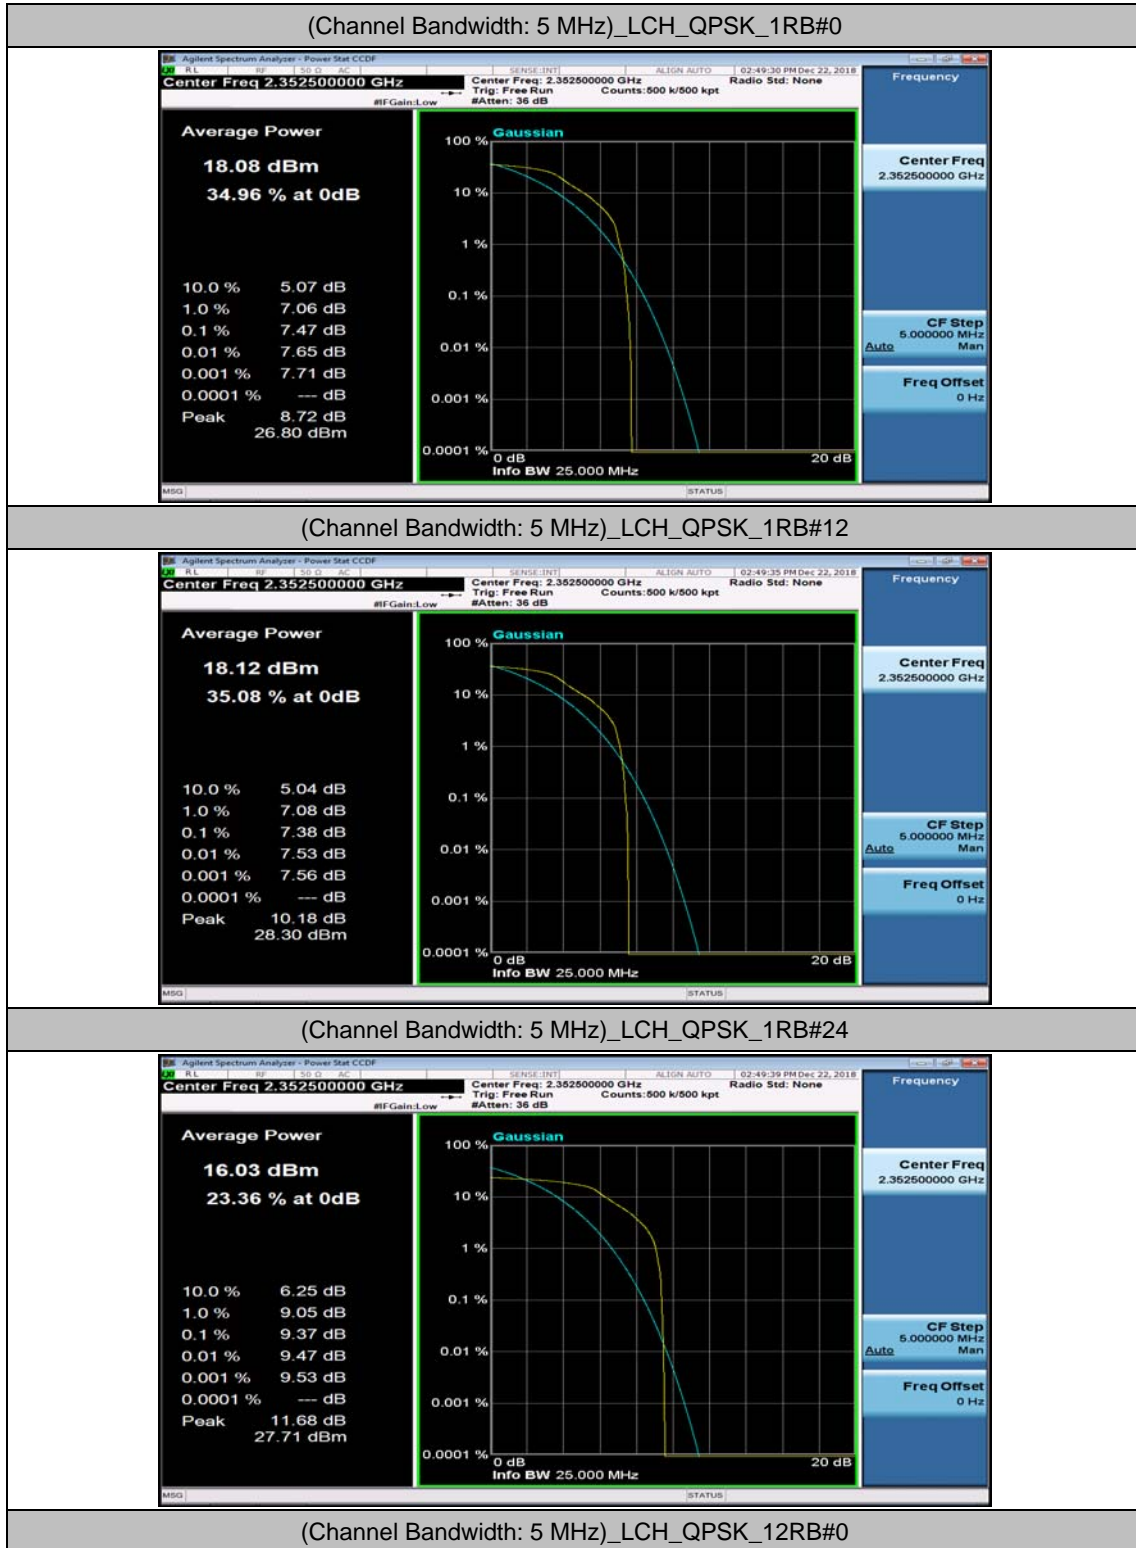 (Channel Bandwidth: 5 MHz)_LCH_QPSK_1RB#0
Agilent Spectrum Analyzer - Power Stat CCDF
RL RF 50 Ω AC SENSE:INT ALIGN AUTO 02:49:30 PM Dec 22, 2018
Center Freq 2.352500000 GHz
Center Freq: 2.352500000 GHz Radio Std: None
Trig: Free Run Counts:500 k/500 kpt
#IFGain:Low #Atten: 36 dB
Frequency
Average Power
18.08 dBm
34.96 % at 0dB
10.0 % 5.07 dB
1.0 % 7.06 dB
0.1 % 7.47 dB
0.01 % 7.65 dB
0.001 % 7.71 dB
0.0001 % --- dB
Peak 8.72 dB
26.80 dBm
Gaussian
100 %
10 %
1 %
0.1 %
0.01 %
0.001 %
0.0001 %
0 dB 20 dB
Info BW 25.000 MHz
Center Freq
2.352500000 GHz
CF Step
5.000000 MHz
Auto Man
Freq Offset
0 Hz
MSG STATUS
(Channel Bandwidth: 5 MHz)_LCH_QPSK_1RB#12
Agilent Spectrum Analyzer - Power Stat CCDF
RL RF 50 Ω AC SENSE:INT ALIGN AUTO 02:49:35 PM Dec 22, 2018
Center Freq 2.352500000 GHz
Center Freq: 2.352500000 GHz Radio Std: None
Trig: Free Run Counts:500 k/500 kpt
#IFGain:Low #Atten: 36 dB
Frequency
Average Power
18.12 dBm
35.08 % at 0dB
10.0 % 5.04 dB
1.0 % 7.08 dB
0.1 % 7.38 dB
0.01 % 7.53 dB
0.001 % 7.56 dB
0.0001 % --- dB
Peak 10.18 dB
28.30 dBm
Gaussian
100 %
10 %
1 %
0.1 %
0.01 %
0.001 %
0.0001 %
0 dB 20 dB
Info BW 25.000 MHz
Center Freq
2.352500000 GHz
CF Step
5.000000 MHz
Auto Man
Freq Offset
0 Hz
MSG STATUS
(Channel Bandwidth: 5 MHz)_LCH_QPSK_1RB#24
Agilent Spectrum Analyzer - Power Stat CCDF
RL RF 50 Ω AC SENSE:INT ALIGN AUTO 02:49:39 PM Dec 22, 2018
Center Freq 2.352500000 GHz
Center Freq: 2.352500000 GHz Radio Std: None
Trig: Free Run Counts:500 k/500 kpt
#IFGain:Low #Atten: 36 dB
Frequency
Average Power
16.03 dBm
23.36 % at 0dB
10.0 % 6.25 dB
1.0 % 9.05 dB
0.1 % 9.37 dB
0.01 % 9.47 dB
0.001 % 9.53 dB
0.0001 % --- dB
Peak 11.68 dB
27.71 dBm
Gaussian
100 %
10 %
1 %
0.1 %
0.01 %
0.001 %
0.0001 %
0 dB 20 dB
Info BW 25.000 MHz
Center Freq
2.352500000 GHz
CF Step
5.000000 MHz
Auto Man
Freq Offset
0 Hz
MSG STATUS
(Channel Bandwidth: 5 MHz)_LCH_QPSK_12RB#0